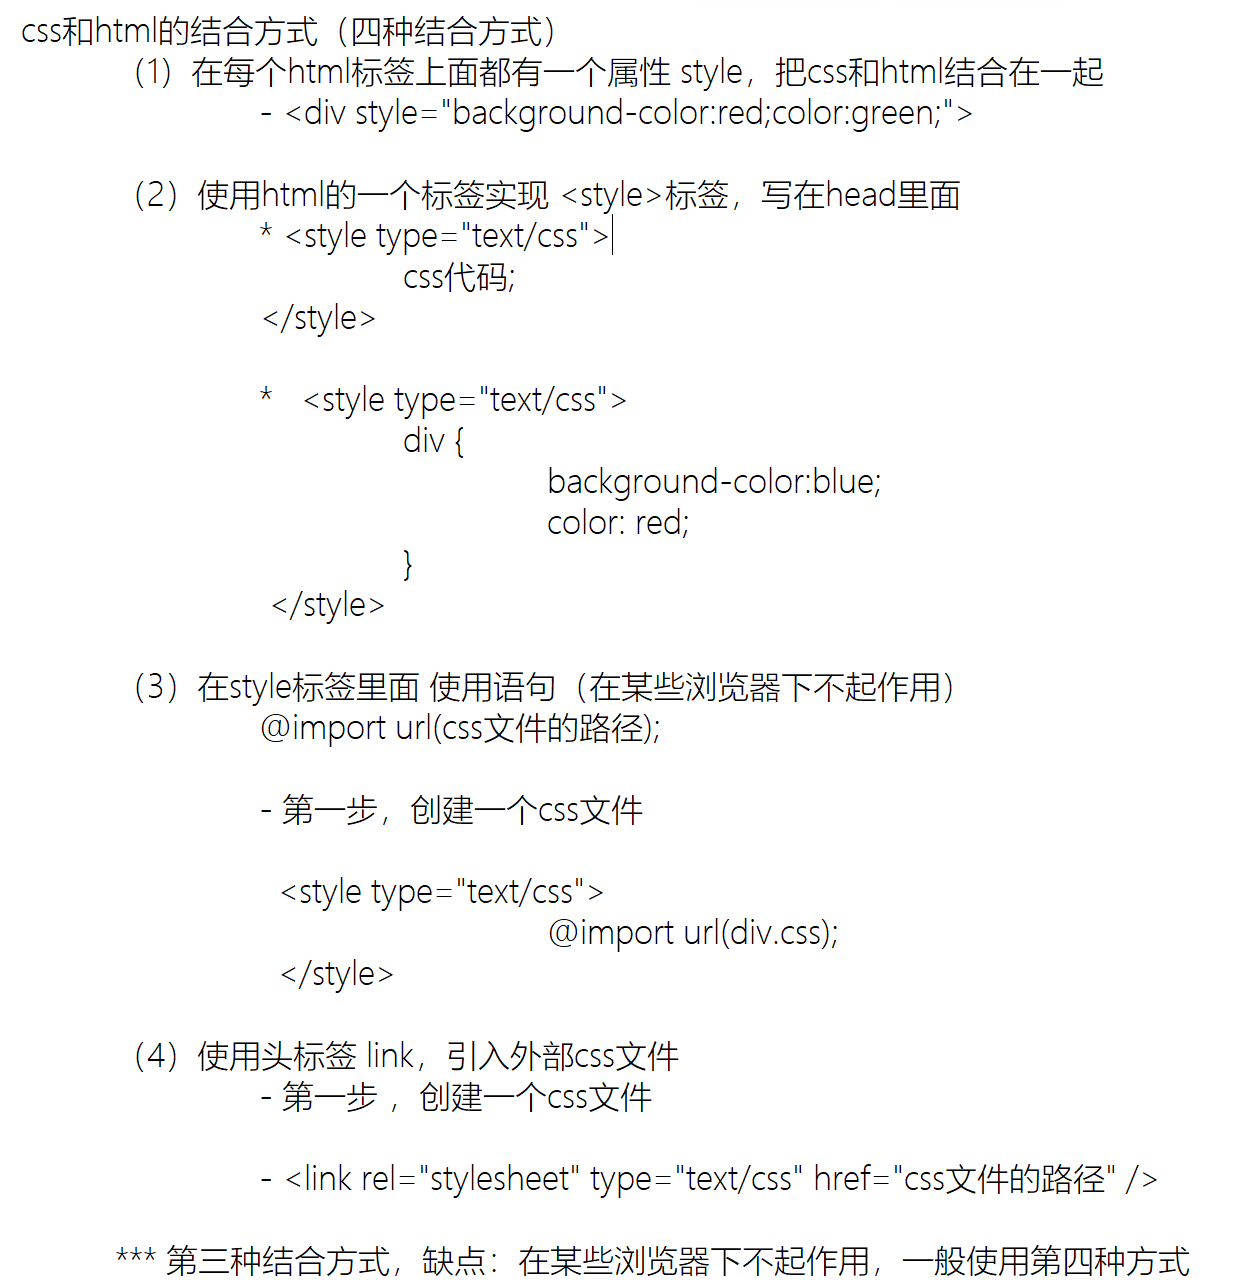 css和html的结合方式（四种结合方式）
（1）在每个html标签上面都有一个属性 style，把css和html结合在一起
- <div style="background-color:red;color:green;">
（2）使用html的一个标签实现 <style>标签，写在head里面
* <style type="text/css">
css代码;
</style>
* <style type="text/css">
div {
background-color:blue;
color: red;
}
</style>
（3）在style标签里面 使用语句（在某些浏览器下不起作用）
@import url(css文件的路径);
- 第一步，创建一个css文件
<style type="text/css">
@import url(div.css);
</style>
（4）使用头标签 link，引入外部css文件
- 第一步 ，创建一个css文件
- <link rel="stylesheet" type="text/css" href="css文件的路径" />
*** 第三种结合方式，缺点：在某些浏览器下不起作用，一般使用第四种方式